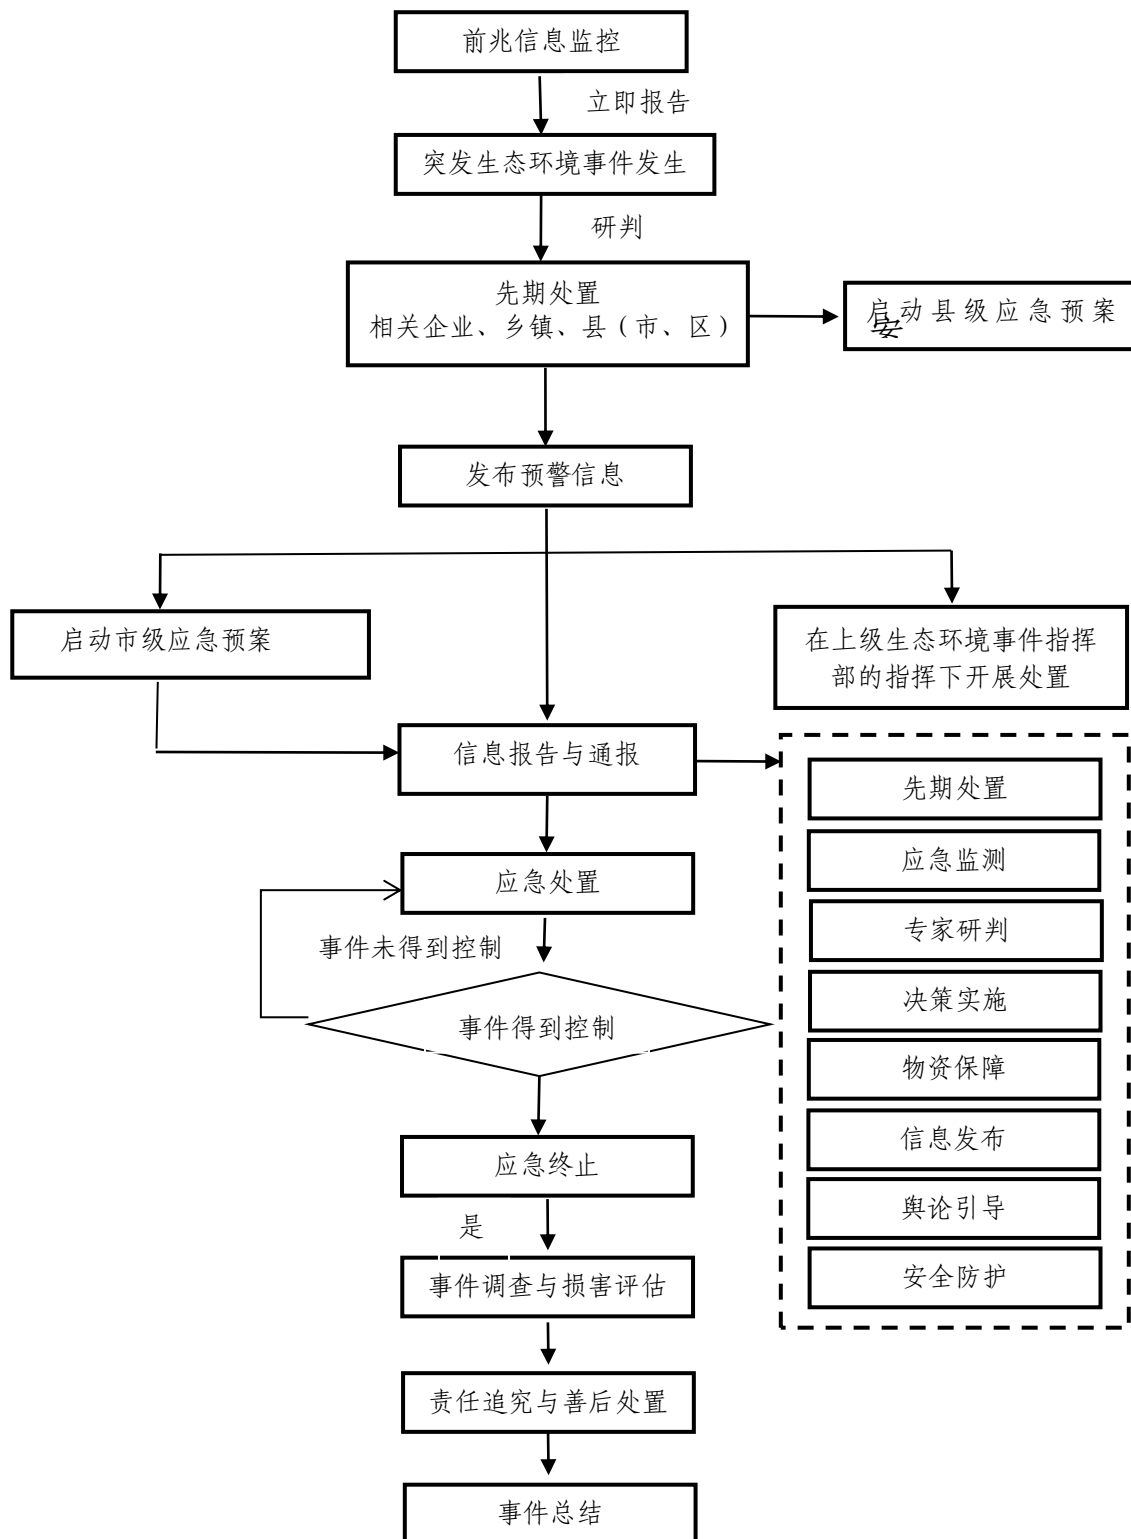 前兆信息监控
立即报告
突发生态环境事件发生
研判
先期处置
相关企业、乡镇、县（市、区）
启动县级应急预案
安
发布预警信息
启动市级应急预案
在上级生态环境事件指挥
部的指挥下开展处置
信息报告与通报
先期处置
应急监测
专家研判
决策实施
物资保障
信息发布
舆论引导
安全防护
应急处置
事件未得到控制
事件得到控制
应急终止
是
事件调查与损害评估
责任追究与善后处置
事件总结